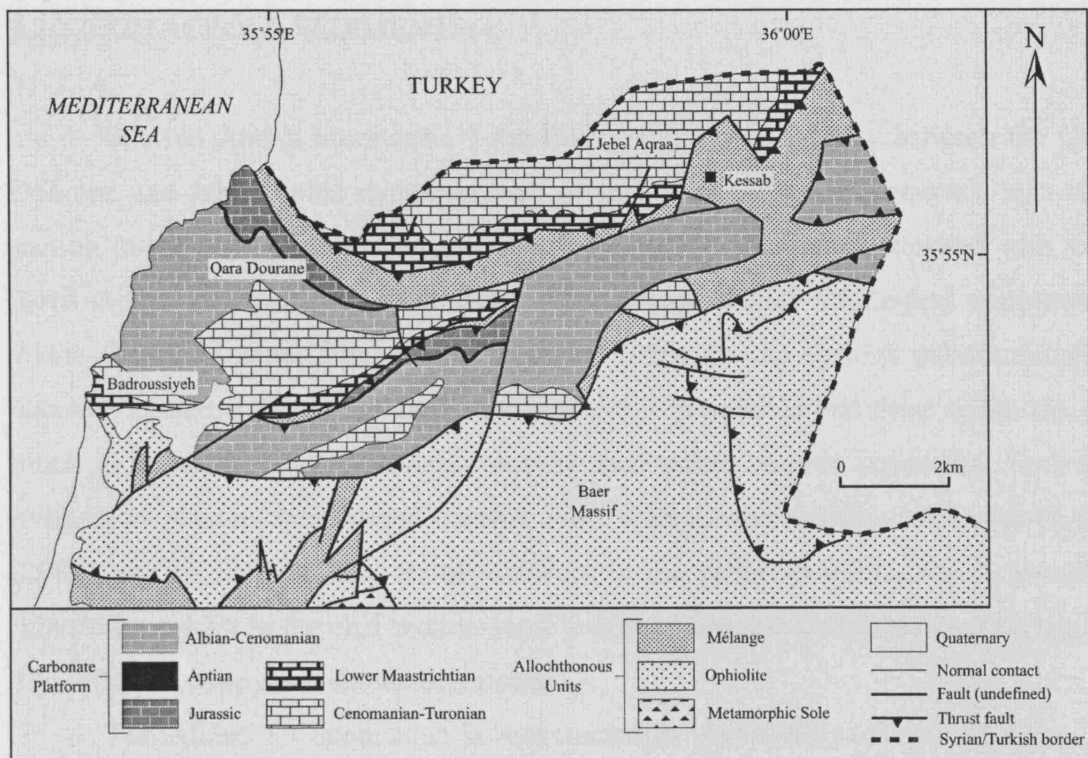 35°55'E
36°00'E
N
MEDITERRANEAN
SEA
TURKEY
Jebel Aqraa
Kessab
35°55'N
Qara Dourane
Badroussiyeh
0
2km
Baer
Massif
Carbonate
Platform
Albian-Cenomanian
Aptian
Jurassic
Lower Maastrichtian
Cenomanian-Turonian
Allochthonous
Units
Mélange
Ophiolite
Metamorphic Sole
Quaternary
Normal contact
Fault (undefined)
Thrust fault
Syrian/Turkish border